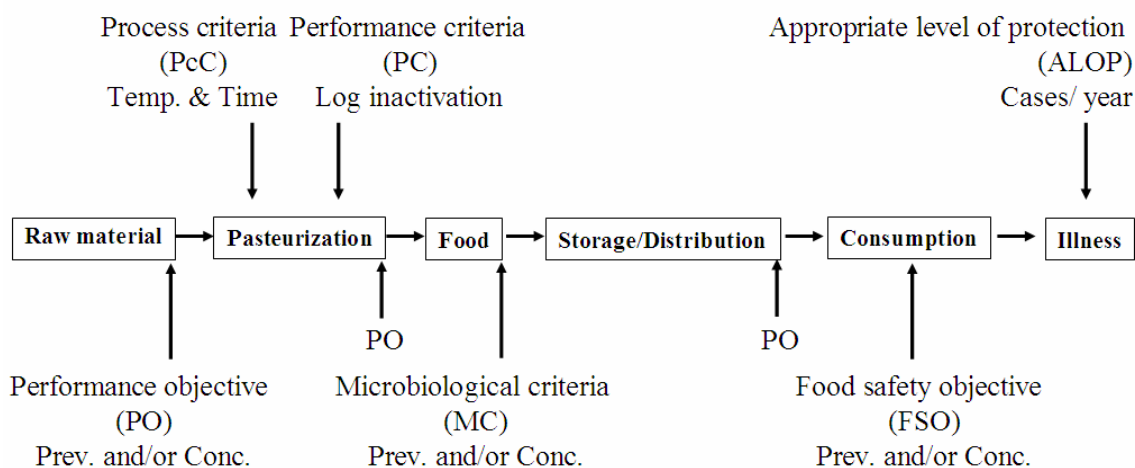 Process criteria
(PcC)
Temp. & Time
Performance criteria
(PC)
Log inactivation
Appropriate level of protection
(ALOP)
Cases/ year
Raw material
Pasteurization
Food
Storage/Distribution
Consumption
Illness
PO
PO
Performance objective
(PO)
Prev. and/or Conc.
Microbiological criteria
(MC)
Prev. and/or Conc.
Food safety objective
(FSO)
Prev. and/or Conc.